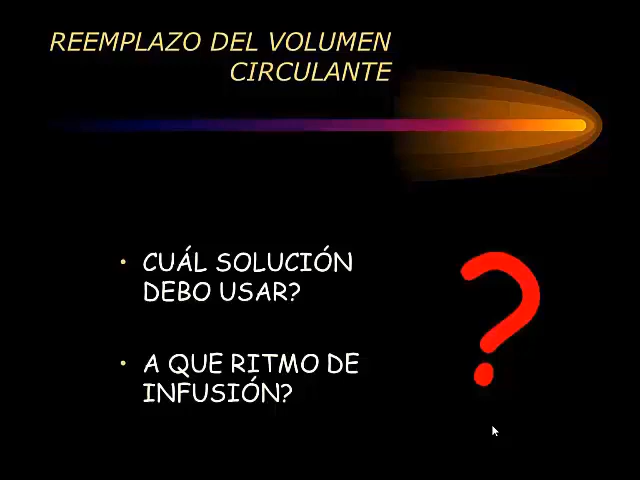 REEMPLAZO DEL VOLUMEN
CIRCULANTE
• CUÁL SOLUCIÓN
DEBO USAR?
• A QUE RITMO DE
INFUSIÓN?
?